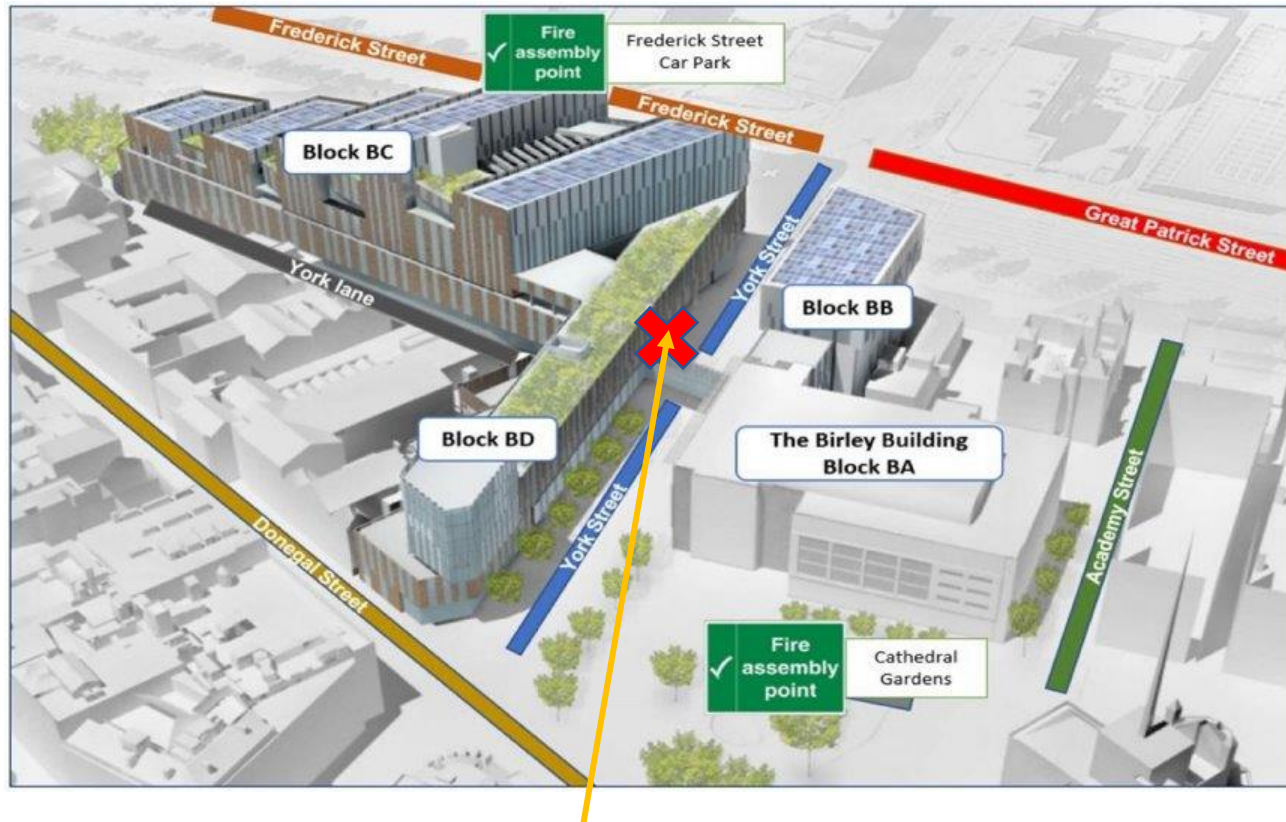 Frederick Street
✓ Fire
assembly
point
Frederick Street
Car Park
Frederick Street
Block BC
Great Patrick Street
York Street
York lane
Block BB
Block BD
The Birley Building
Block BA
York Street
Academy Street
Donegal Street
✓ Fire
assembly
point
Cathedral
Gardens